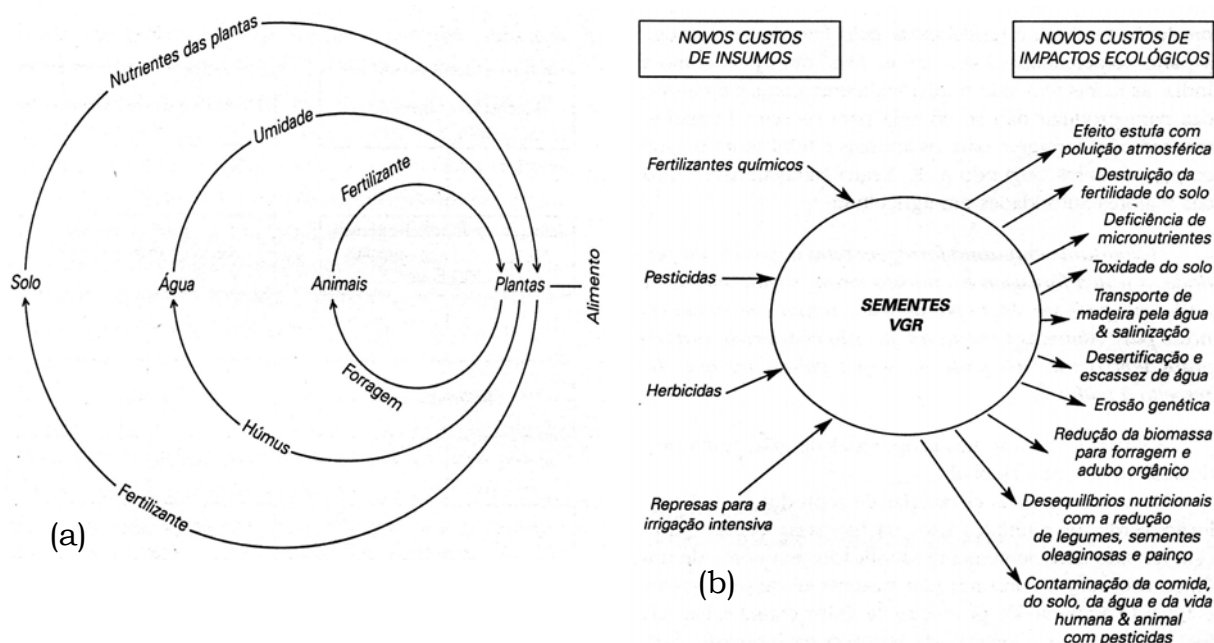 Nutrientes das plantas
Umidade
Fertilizante
Solo
Água
Animais
Plantas
Alimento
Forragem
Húmus
Fertilizante
(a)
NOVOS CUSTOS
DE INSUMOS
NOVOS CUSTOS DE
IMPACTOS ECOLÓGICOS
Fertilizantes químicos
Pesticidas
Herbicidas
Represas para a
irrigação intensiva
SEMENTES
VGR
Efeito estufa com
poluição atmosférica
Destruição da
fertilidade do solo
Deficiência de
micronutrientes
Toxidade do solo
Transporte de
madeira pela água
& salinização
Desertificação e
escassez de água
Erosão genética
Redução da biomassa
para forragem e
adubo orgânico
Desequilíbrios nutricionais
com a redução
de legumes, sementes
oleaginosas e painço
Contaminação da comida,
do solo, da água e da vida
humana & animal
com pesticidas
(b)